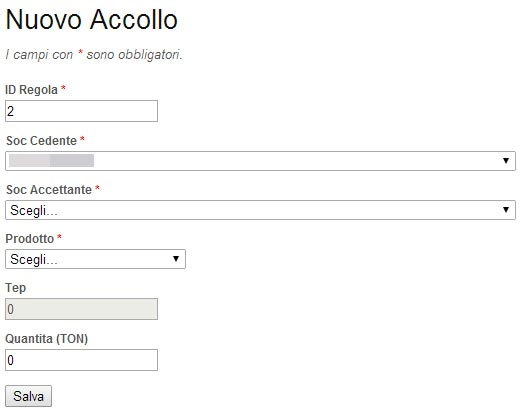 Nuovo Accollo
I campi con * sono obbligatori.
ID Regola *
2
Soc Cedente *
Soc Accettante *
Scegli...
Prodotto *
Scegli...
Tep
0
Quantita (TON)
0
Salva